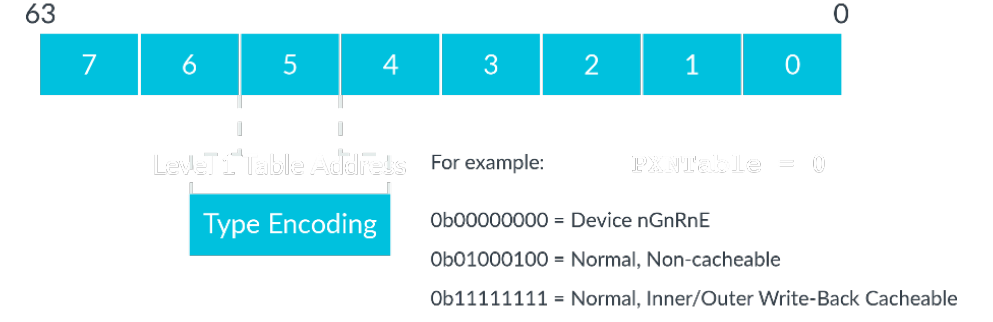 63 0
7 6 5 4 3 2 1 0
Level 1 Table Address
For example:
PXNTable = 0
Type Encoding
0b00000000 = Device nGnRnE
0b01000100 = Normal, Non-cacheable
0b11111111 = Normal, Inner/Outer Write-Back Cacheable